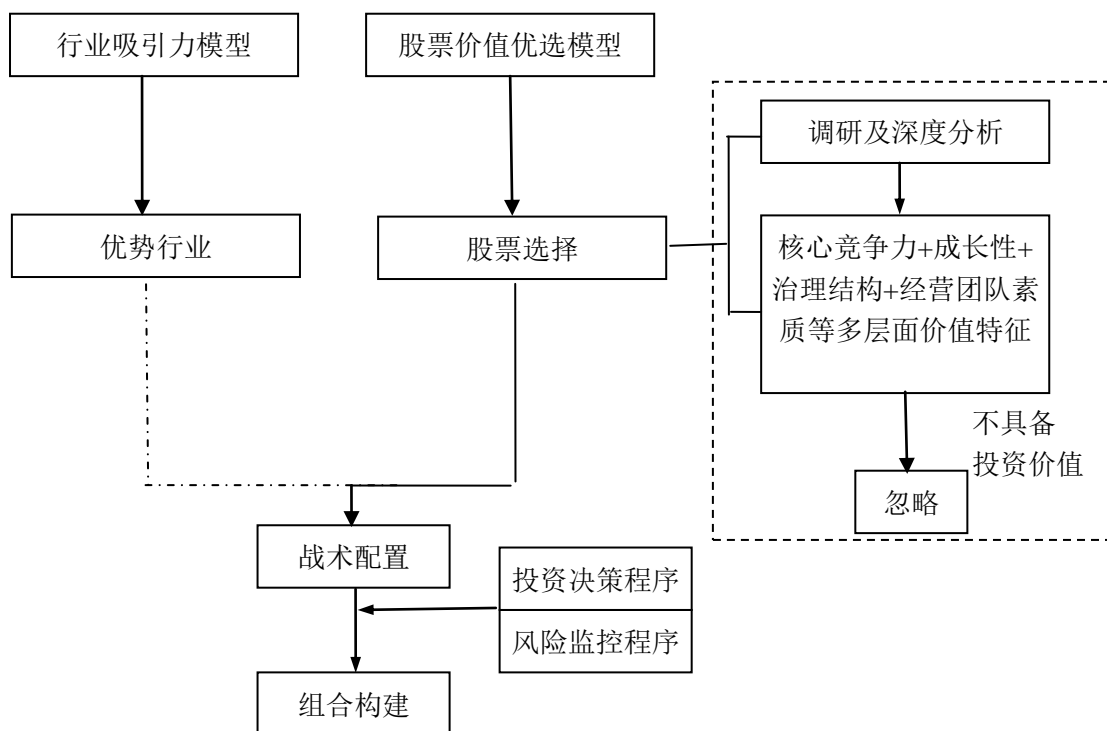 行业吸引力模型
股票价值优选模型
调研及深度分析
优势行业
股票选择
核心竞争力+成长性+
治理结构+经营团队素
质等多层面价值特征
不具备
投资价值
忽略
战术配置
投资决策程序
风险监控程序
组合构建